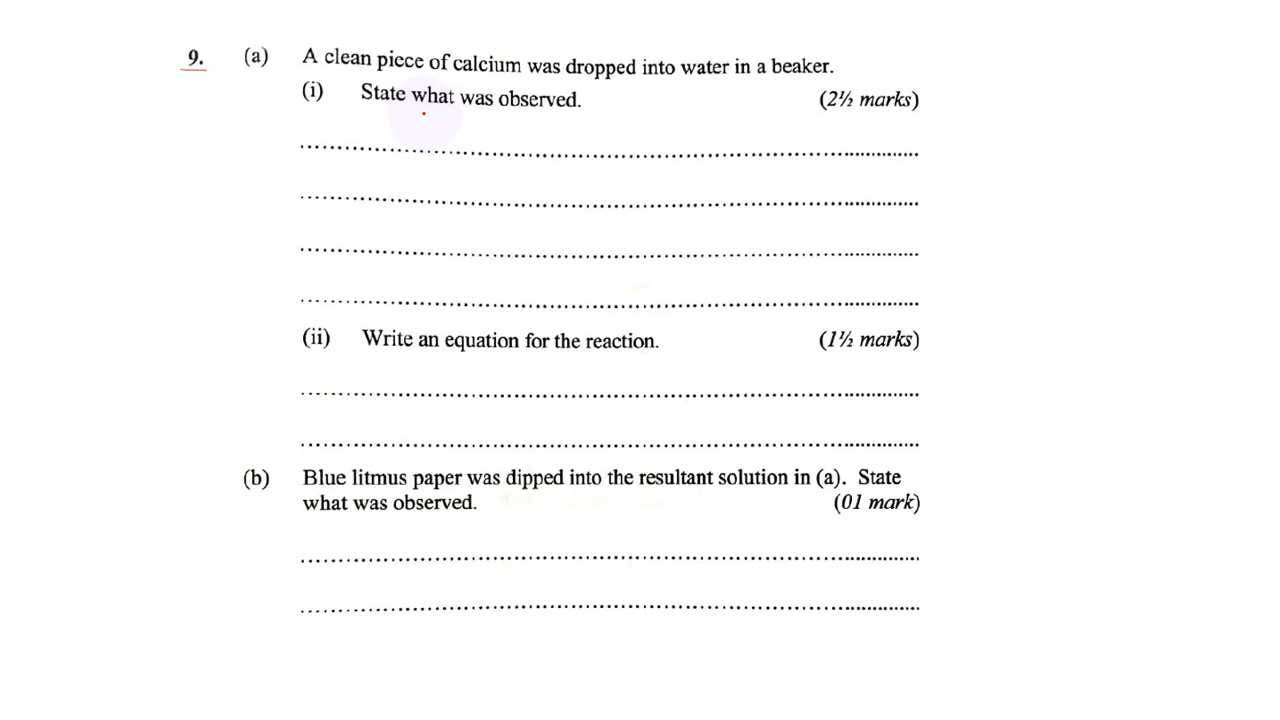 9. (a) A clean piece of calcium was dropped into water in a beaker.
(i) State what was observed. (2½ marks)
(ii) Write an equation for the reaction. (1½ marks)
(b) Blue litmus paper was dipped into the resultant solution in (a). State
what was observed. (01 mark)